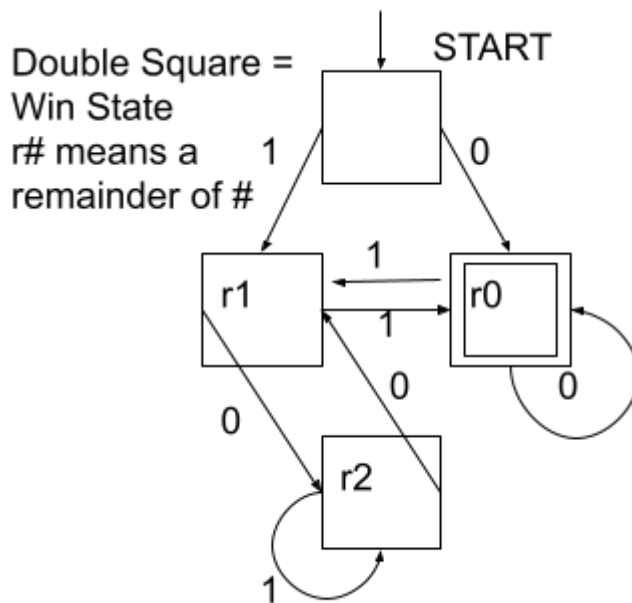 START
Double Square =
Win State
r# means a
remainder of #
1
0
r1
1
r0
1
0
0
0
r2
1